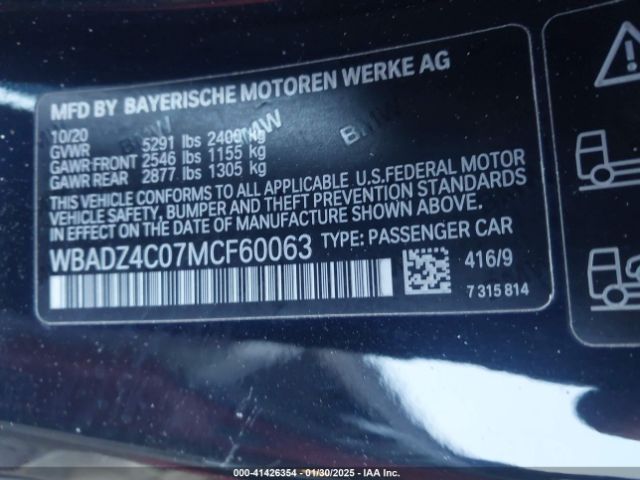 MFD BY BAYERISCHE MOTOREN WERKE AG
10/20
GVWR 5291 lbs 2400 kg
GAWR FRONT 2546 lbs 1155 kg
GAWR REAR 2877 lbs 1305 kg
THIS VEHICLE CONFORMS TO ALL APPLICABLE U.S.FEDERAL MOTOR
VEHICLE SAFETY, BUMPER, AND THEFT PREVENTION STANDARDS
IN EFFECT ON THE DATE OF MANUFACTURE SHOWN ABOVE.
WBADZ4C07MCF60063 TYPE: PASSENGER CAR
416/9
7 315 814
BMW BMW BMW
000-41426354 - 01/30/2025 - IAA Inc.